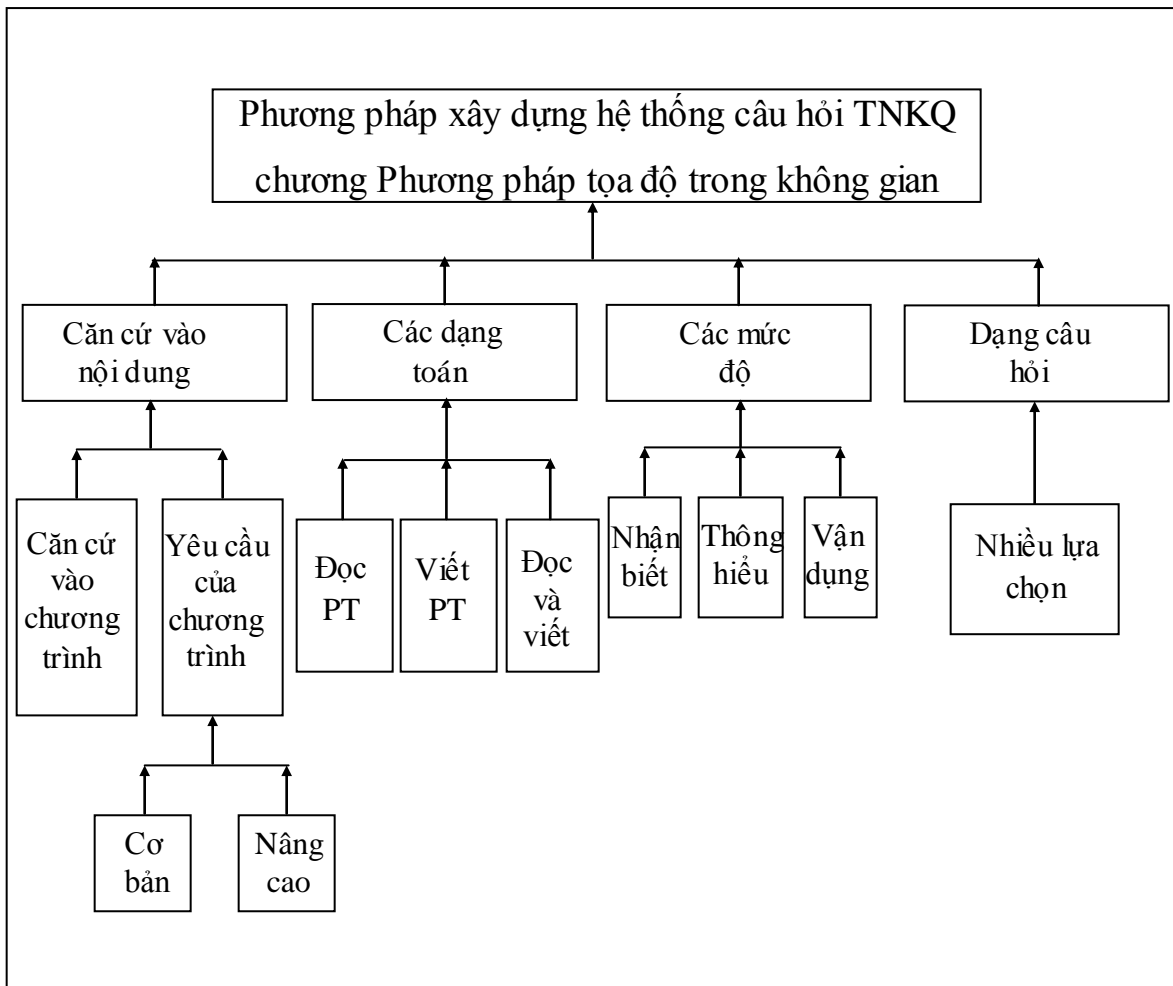 Phương pháp xây dựng hệ thống câu hỏi TNKQ
chương Phương pháp tọa độ trong không gian
Căn cứ vào
nội dung
Các dạng
toán
Các mức
độ
Dạng câu
hỏi
Căn cứ
vào
chương
trình
Yêu cầu
của
chương
trình
Đọc
PT
Viết
PT
Đọc
và
viết
Nhận
biết
Thông
hiểu
Vận
dụng
Nhiều lựa
chọn
Cơ
bản
Nâng
cao